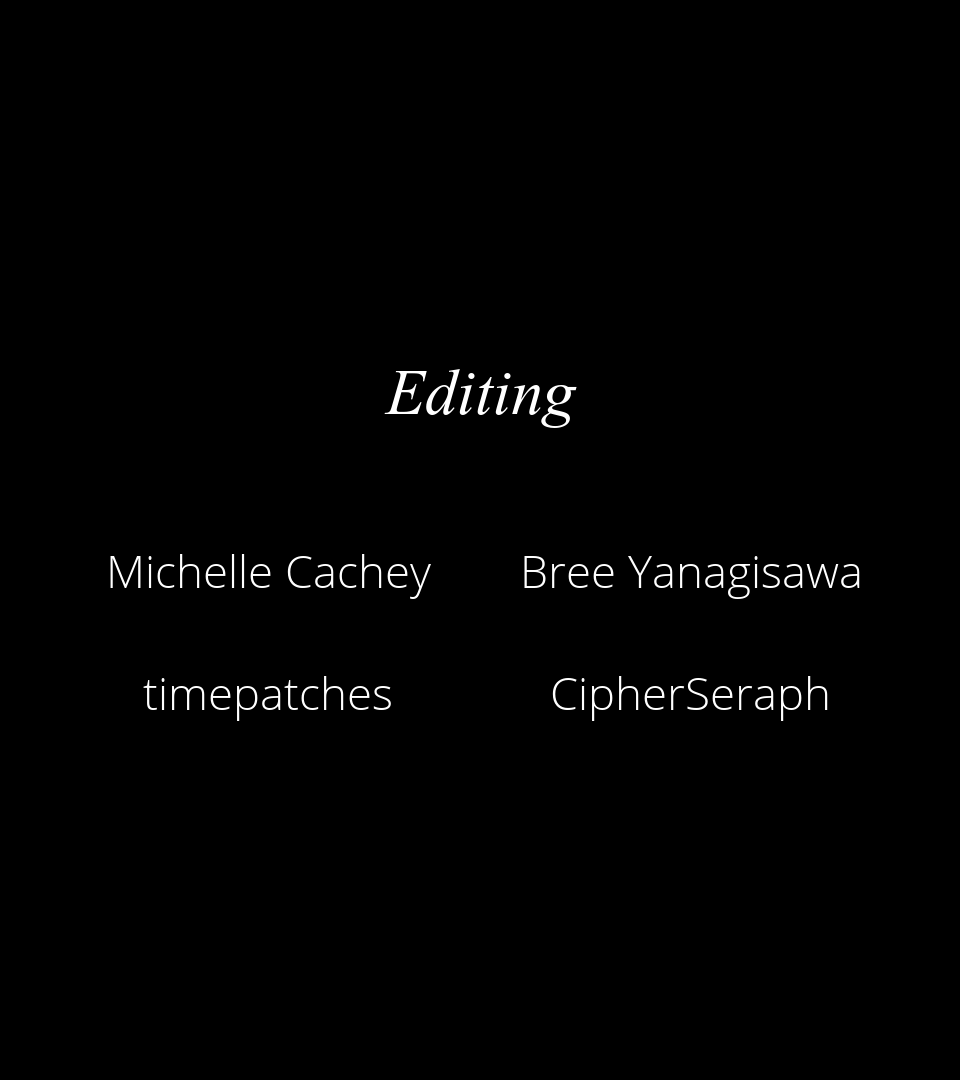 Editing
Michelle Cachey Bree Yanagisawa
timepatches CipherSeraph